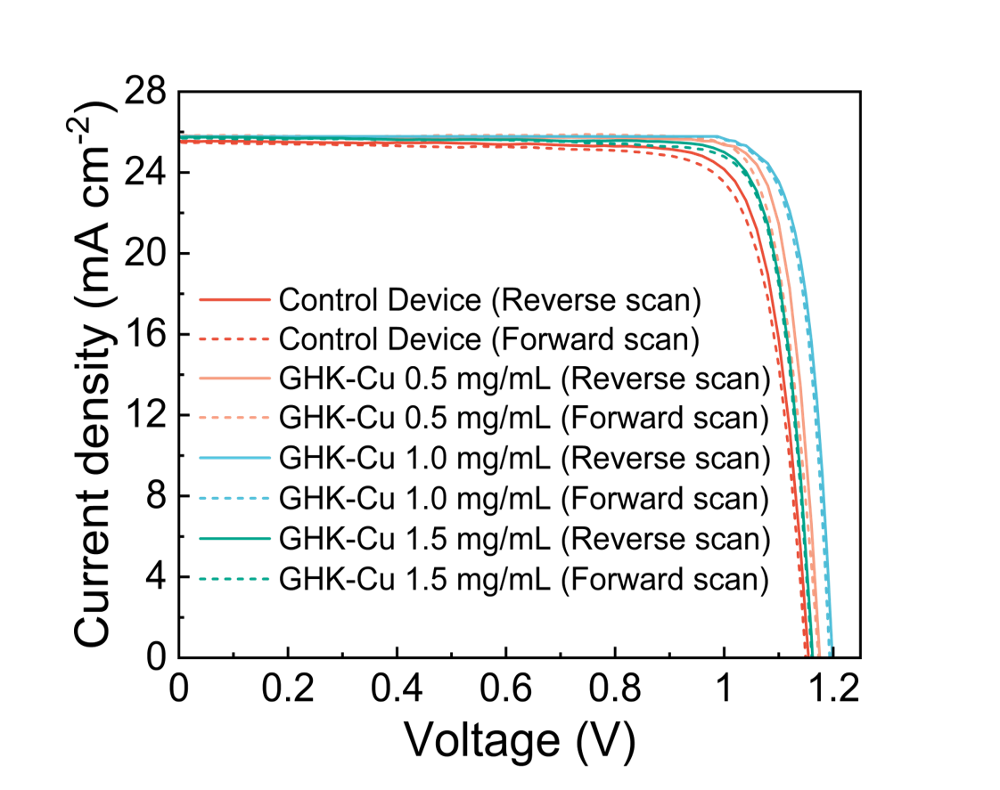 28
24
20
16
12
8
4
0
Current density (mA cm⁻²)
Control Device (Reverse scan)
Control Device (Forward scan)
GHK-Cu 0.5 mg/mL (Reverse scan)
GHK-Cu 0.5 mg/mL (Forward scan)
GHK-Cu 1.0 mg/mL (Reverse scan)
GHK-Cu 1.0 mg/mL (Forward scan)
GHK-Cu 1.5 mg/mL (Reverse scan)
GHK-Cu 1.5 mg/mL (Forward scan)
0 0.2 0.4 0.6 0.8 1 1.2
Voltage (V)